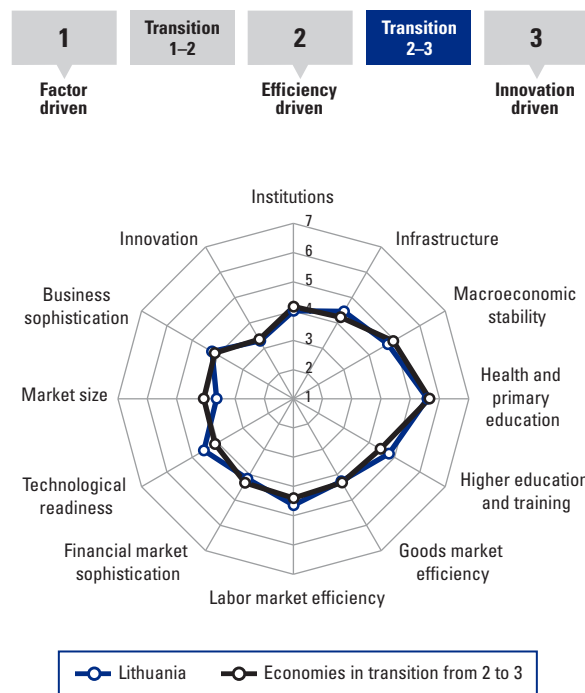 1
Transition
1–2
2
Transition
2–3
3
Factor
driven
Efficiency
driven
Innovation
driven
Institutions
7
Innovation
6
Infrastructure
5
Business
sophistication
4
Macroeconomic
stability
3
2
Market size
1
Health and
primary
education
Technological
readiness
Higher education
and training
Financial market
sophistication
Goods market
efficiency
Labor market efficiency
Lithuania
Economies in transition from 2 to 3